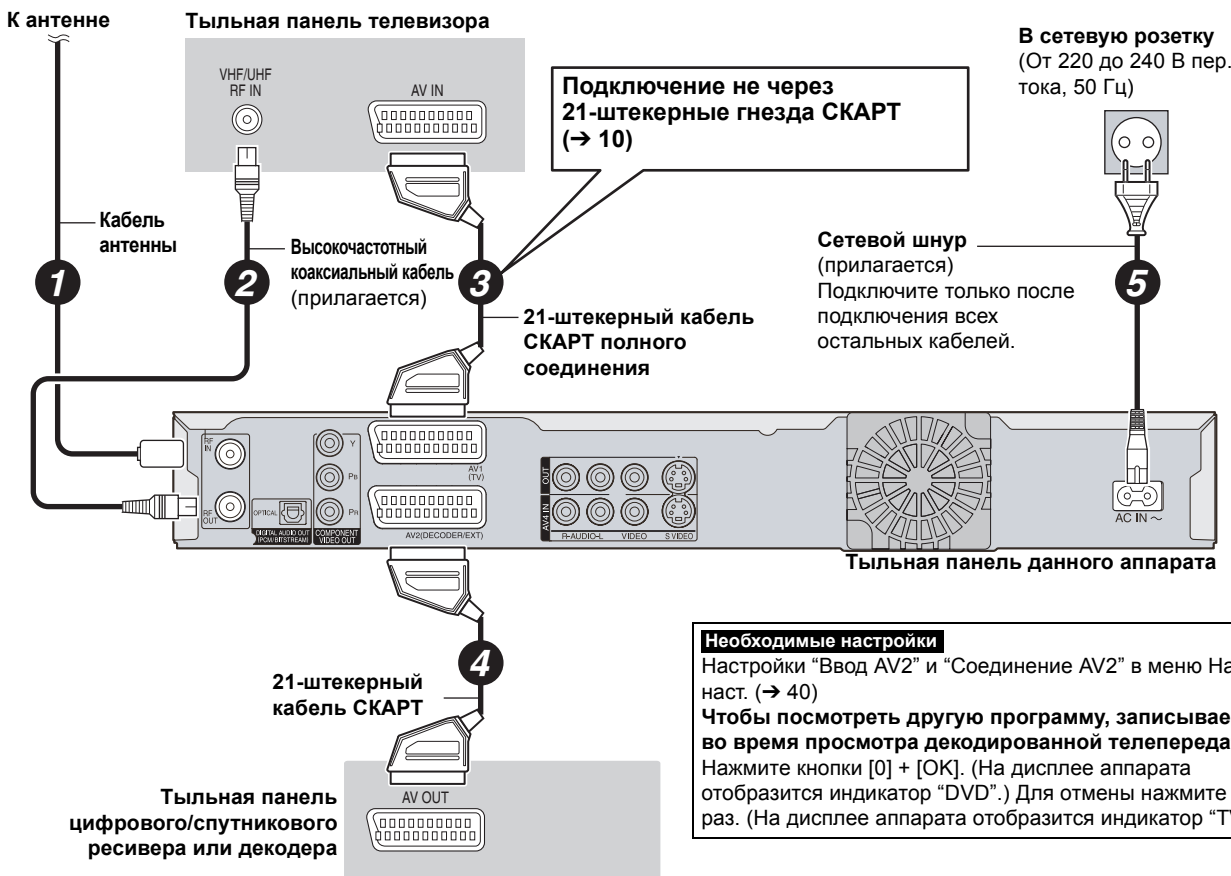 К антенне
Тыльная панель телевизора
VHF/UHF
RF IN
AV IN
Подключение не через
21-штекерные гнезда СКАРТ
(➔ 10)
В сетевую розетку
(От 220 до 240 В пер.
тока, 50 Гц)
Кабель
антенны
Высокочастотный
коаксиальный кабель
(прилагается)
Сетевой шнур
(прилагается)
Подключите только после
подключения всех
остальных кабелей.
1
2
3
5
21-штекерный кабель
СКАРТ полного
соединения
RF
IN
RF
OUT
OPTICAL
DIGITAL AUDIO OUT
(PCM/BITSTREAM)
Y
PB
PR
COMPONENT
VIDEO OUT
AV1
(TV)
AV2(DECODER/EXT)
OUT
AV4 IN
R-AUDIO-L
VIDEO
S VIDEO
AC IN ~
Тыльная панель данного аппарата
4
21-штекерный
кабель СКАРТ
AV OUT
Тыльная панель
цифрового/спутникового
ресивера или декодера
Необходимые настройки
Настройки “Ввод AV2” и “Соединение AV2” в меню
наст. (➔ 40)
Чтобы посмотреть другую программу,
во время просмотра декодированной
Нажмите кнопки [0] + [OK]. (На дисплее аппарата
отобразится индикатор “DVD”.) Для отмены нажмите
раз. (На дисплее аппарата отобразится индикатор